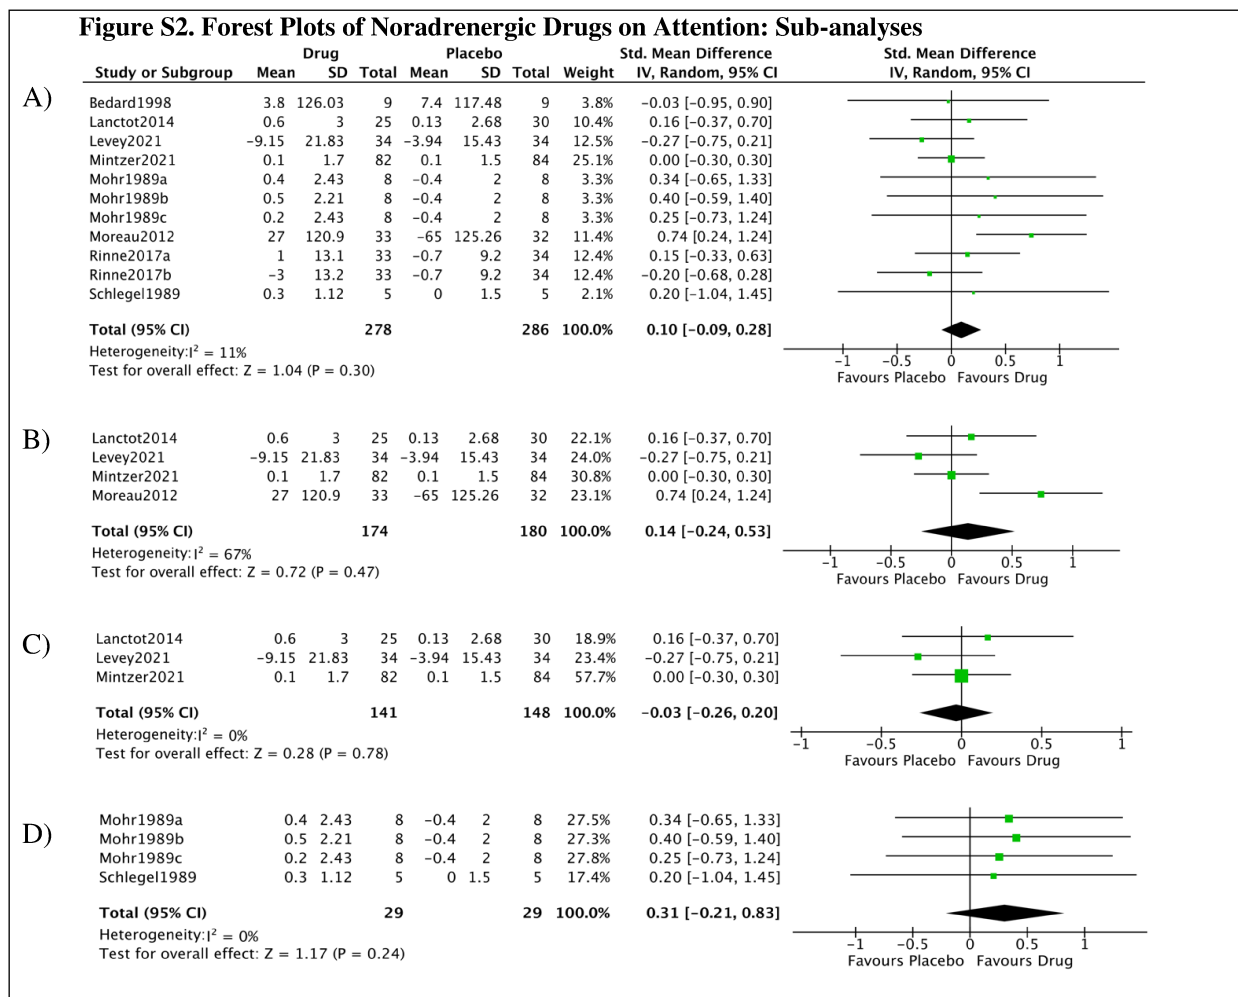 Figure S2. Forest Plots of Noradrenergic Drugs on Attention: Sub-analyses
Drug Placebo Std. Mean Difference Std. Mean Difference
Study or Subgroup Mean SD Total Mean SD Total Weight IV, Random, 95% CI IV, Random, 95% CI
A)
Bedard1998 3.8 126.03 9 7.4 117.48 9 3.8% −0.03 [−0.95, 0.90]
Lanctot2014 0.6 3 25 0.13 2.68 30 10.4% 0.16 [−0.37, 0.70]
Levey2021 −9.15 21.83 34 −3.94 15.43 34 12.5% −0.27 [−0.75, 0.21]
Mintzer2021 0.1 1.7 82 0.1 1.5 84 25.1% 0.00 [−0.30, 0.30]
Mohr1989a 0.4 2.43 8 −0.4 2 8 3.3% 0.34 [−0.65, 1.33]
Mohr1989b 0.5 2.21 8 −0.4 2 8 3.3% 0.40 [−0.59, 1.40]
Mohr1989c 0.2 2.43 8 −0.4 2 8 3.3% 0.25 [−0.73, 1.24]
Moreau2012 27 120.9 33 −65 125.26 32 11.4% 0.74 [0.24, 1.24]
Rinne2017a 1 13.1 33 −0.7 9.2 34 12.4% 0.15 [−0.33, 0.63]
Rinne2017b −3 13.2 33 −0.7 9.2 34 12.4% −0.20 [−0.68, 0.28]
Schlegel1989 0.3 1.12 5 0 1.5 5 2.1% 0.20 [−1.04, 1.45]
Total (95% CI) 278 286 100.0% 0.10 [−0.09, 0.28]
Heterogeneity:I² = 11%
Test for overall effect: Z = 1.04 (P = 0.30)
−1 −0.5 0 0.5 1
Favours Placebo Favours Drug
B)
Lanctot2014 0.6 3 25 0.13 2.68 30 22.1% 0.16 [−0.37, 0.70]
Levey2021 −9.15 21.83 34 −3.94 15.43 34 24.0% −0.27 [−0.75, 0.21]
Mintzer2021 0.1 1.7 82 0.1 1.5 84 30.8% 0.00 [−0.30, 0.30]
Moreau2012 27 120.9 33 −65 125.26 32 23.1% 0.74 [0.24, 1.24]
Total (95% CI) 174 180 100.0% 0.14 [−0.24, 0.53]
Heterogeneity:I² = 67%
Test for overall effect: Z = 0.72 (P = 0.47)
−1 −0.5 0 0.5 1
Favours Placebo Favours Drug
C)
Lanctot2014 0.6 3 25 0.13 2.68 30 18.9% 0.16 [−0.37, 0.70]
Levey2021 −9.15 21.83 34 −3.94 15.43 34 23.4% −0.27 [−0.75, 0.21]
Mintzer2021 0.1 1.7 82 0.1 1.5 84 57.7% 0.00 [−0.30, 0.30]
Total (95% CI) 141 148 100.0% −0.03 [−0.26, 0.20]
Heterogeneity:I² = 0%
Test for overall effect: Z = 0.28 (P = 0.78)
−1 −0.5 0 0.5 1
Favours Placebo Favours Drug
D)
Mohr1989a 0.4 2.43 8 −0.4 2 8 27.5% 0.34 [−0.65, 1.33]
Mohr1989b 0.5 2.21 8 −0.4 2 8 27.3% 0.40 [−0.59, 1.40]
Mohr1989c 0.2 2.43 8 −0.4 2 8 27.8% 0.25 [−0.73, 1.24]
Schlegel1989 0.3 1.12 5 0 1.5 5 17.4% 0.20 [−1.04, 1.45]
Total (95% CI) 29 29 100.0% 0.31 [−0.21, 0.83]
Heterogeneity:I² = 0%
Test for overall effect: Z = 1.17 (P = 0.24)
−1 −0.5 0 0.5 1
Favours Placebo Favours Drug